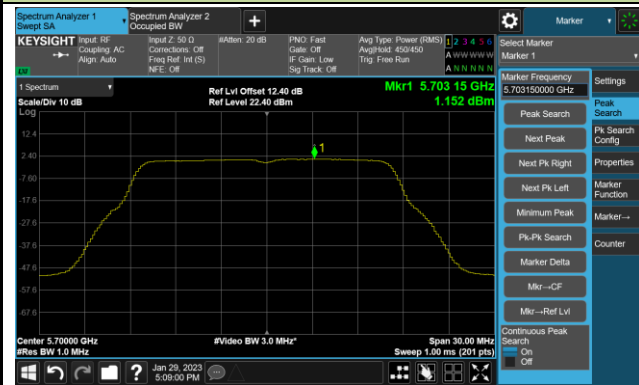 Spectrum Analyzer 1
Swept SA
Spectrum Analyzer 2
Occupied BW
Marker
KEYSIGHT
Input: RF
Coupling: AC
Align: Auto
Input Z: 50 Ω
Corrections: Off
Freq Ref: Int (S)
NFE: Off
#Atten: 20 dB
PNO: Fast
Gate: Off
IF Gain: Low
Sig Track: Off
Avg Type: Power (RMS)
Avg|Hold: 450/450
Trig: Free Run
1 2 3 4 5 6
A W W W W W
A N N N N N
LXI
Select Marker
Marker 1
1 Spectrum
Scale/Div 10 dB
Log
Ref Lvl Offset 12.40 dB
Ref Level 22.40 dBm
Mkr1 5.703 15 GHz
1.152 dBm
12.4
2.40
-7.60
-17.6
-27.6
-37.6
-47.6
-57.6
-67.6
1
Center 5.70000 GHz
#Res BW 1.0 MHz
#Video BW 3.0 MHz*
Span 30.00 MHz
Sweep 1.00 ms (201 pts)
Marker Frequency
5.703150000 GHz
Peak Search
Next Peak
Next Pk Right
Next Pk Left
Minimum Peak
Pk-Pk Search
Marker Delta
Mkr→CF
Mkr→Ref Lvl
Continuous Peak
Search
On
Off
Settings
Peak
Search
Pk Search
Config
Properties
Marker
Function
Marker→
Counter
Jan 29, 2023
5:09:00 PM